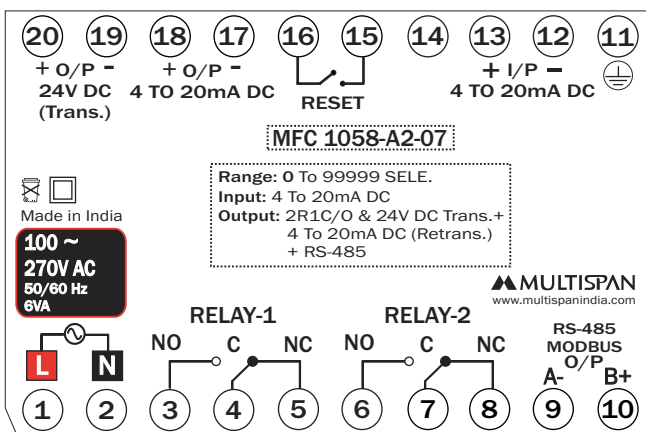 20 19 18 17 16 15 14 13 12 11
+ O/P -
24V DC
(Trans.)
+ O/P -
4 TO 20mA DC
RESET
+ I/P -
4 TO 20mA DC
MFC 1058-A2-07
Range: 0 To 99999 SELE.
Input: 4 To 20mA DC
Output: 2R1C/O & 24V DC Trans.+
4 To 20mA DC (Retrans.)
+ RS-485
Made in India
100 ~
270V AC
50/60 Hz
6VA
MULTISPAN
www.multispanindia.com
RELAY-1
NO C NC
RELAY-2
NO C NC
RS-485
MODBUS
O/P
A- B+
L N
1 2 3 4 5 6 7 8 9 10